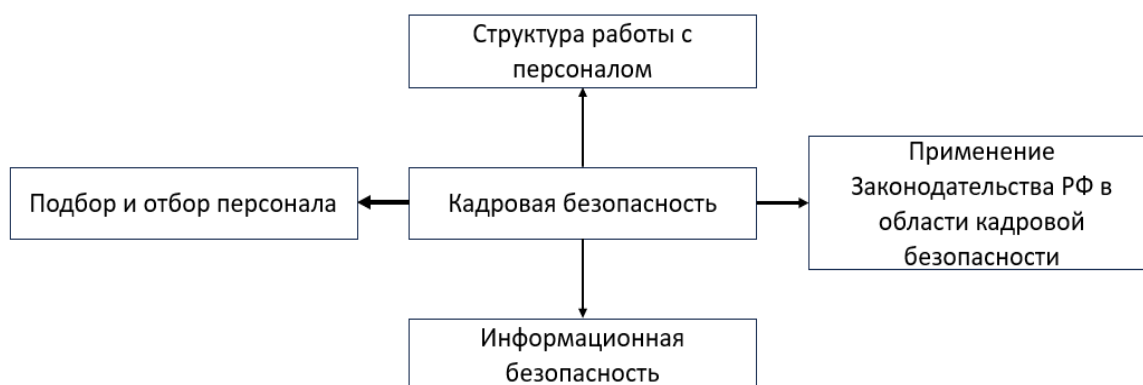 Структура работы с
персоналом
Подбор и отбор персонала
Кадровая безопасность
Применение
Законодательства РФ в
области кадровой
безопасности
Информационная
безопасность